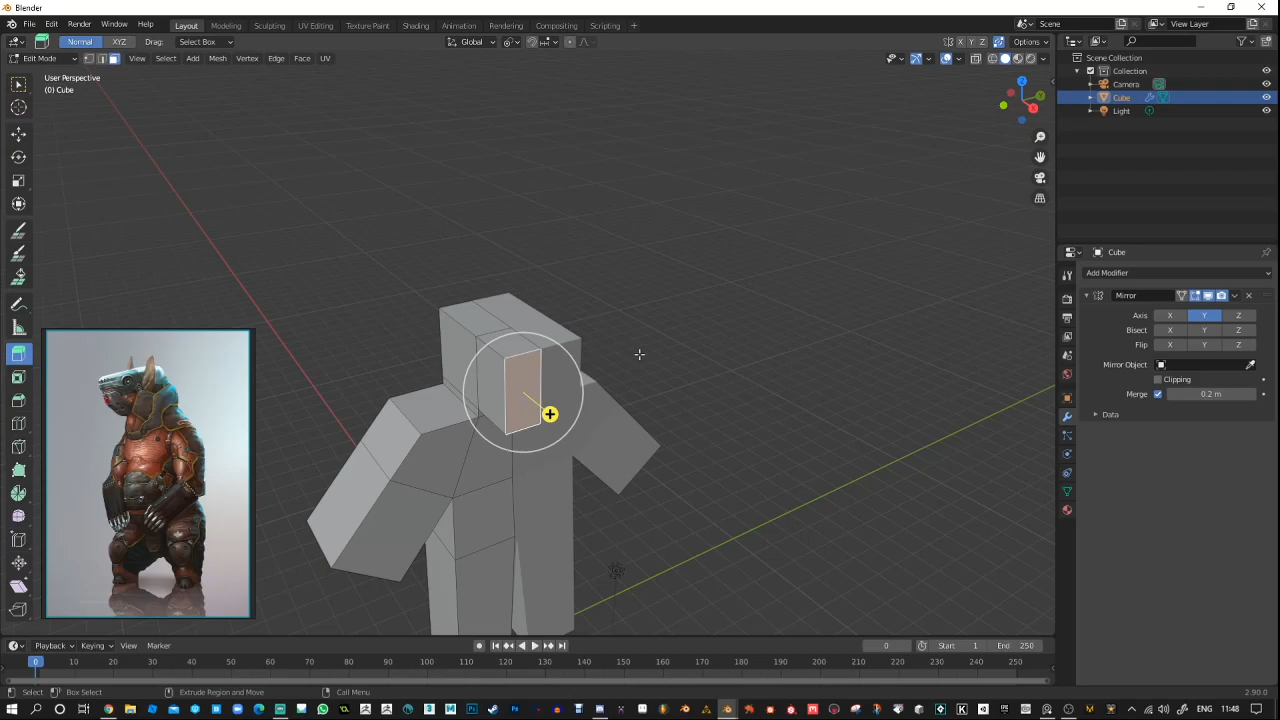 Blender
File Edit Render Window Help Layout Modeling Sculpting UV Editing Texture Paint Shading Animation Rendering Compositing Scripting + Scene View Layer
Normal XYZ Drag: Select Box Global X Y Z Options
Edit Mode View Select Add Mesh Vertex Edge Face UV
User Perspective
(0) Cube
Z
Y
X
Scene Collection
Collection
Camera
Cube
Light
Cube
Add Modifier
Mirror
Axis X Y Z
Bisect X Y Z
Flip X Y Z
Mirror Object
Clipping
Merge 0.2 m
Data
Playback Keying View Marker 0 Start 1 End 250
0 10 20 30 40 50 60 70 80 90 100 110 120 130 140 150 160 170 180 190 200 210 220 230 240 250
Select Box Select Extrude Region and Move Call Menu 2.90.0
ENG 11:48